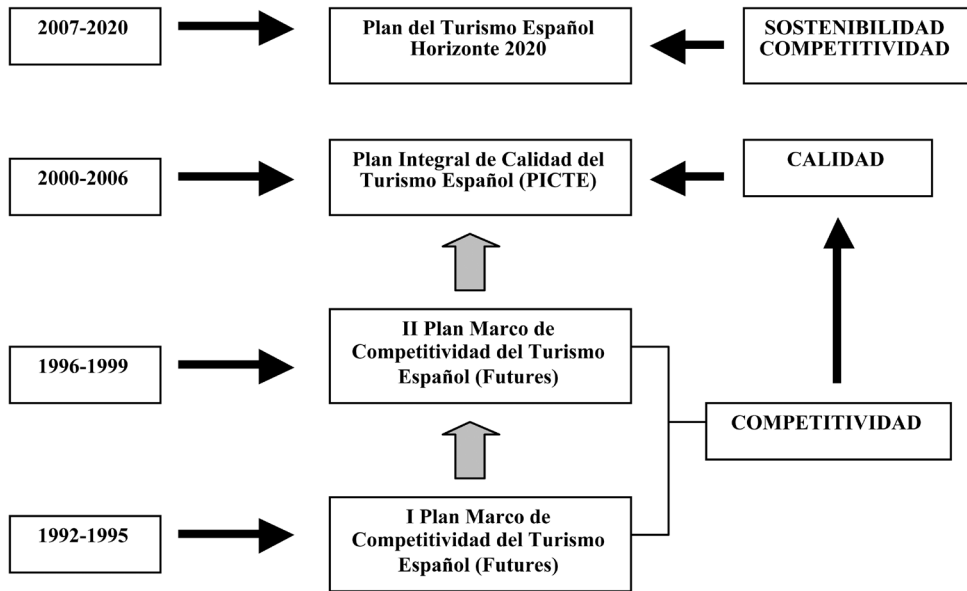 2007-2020
Plan del Turismo Español
Horizonte 2020
SOSTENIBILIDAD
COMPETITIVIDAD
2000-2006
Plan Integral de Calidad del
Turismo Español (PICTE)
CALIDAD
1996-1999
II Plan Marco de
Competitividad del Turismo
Español (Futures)
COMPETITIVIDAD
1992-1995
I Plan Marco de
Competitividad del Turismo
Español (Futures)